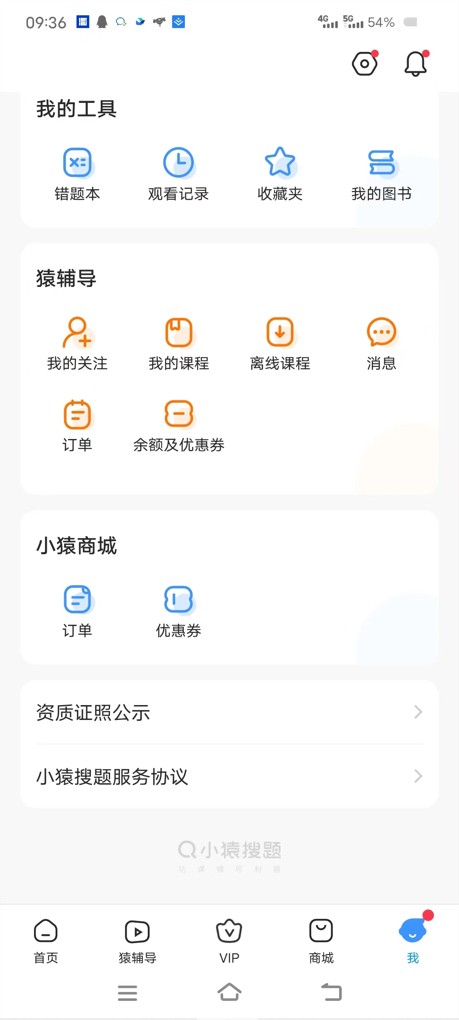 09:36
4G 5G 54%
我的工具
错题本 观看记录 收藏夹 我的图书
猿辅导
我的关注 我的课程 离线课程 消息
订单 余额及优惠券
小猿商城
订单 优惠券
资质证照公示
小猿搜题服务协议
小猿搜题
首页 猿辅导 VIP 商城 我